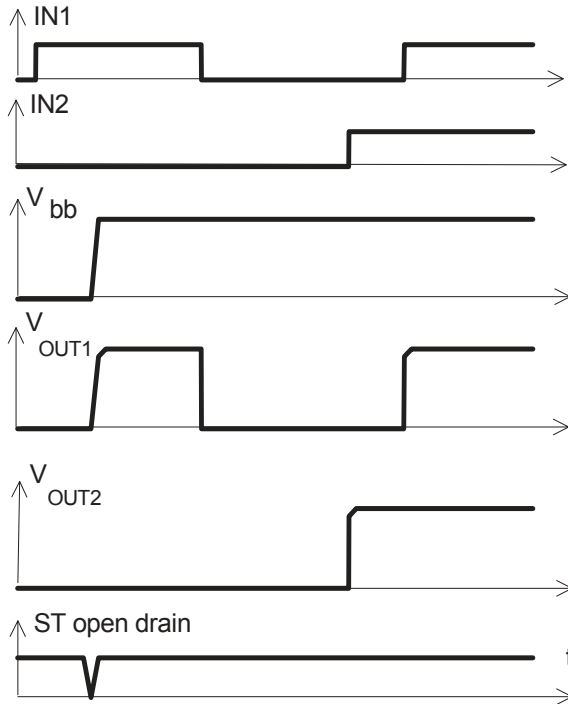 IN1
IN2
V bb
V OUT1
V OUT2
ST open drain
t